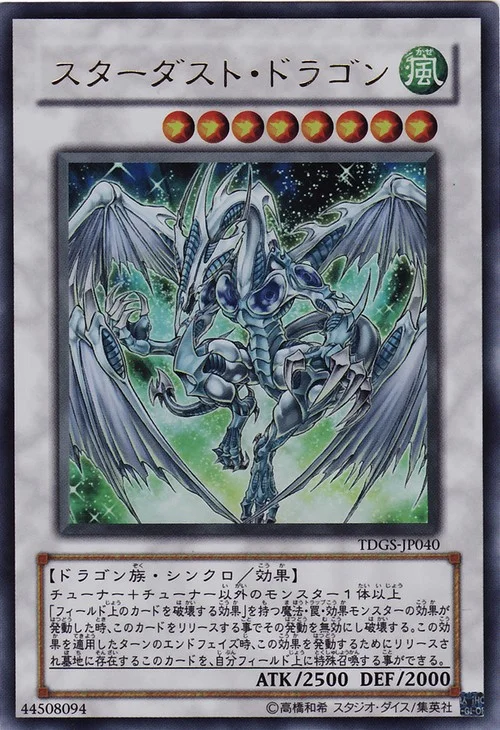 スターダスト・ドラゴン
風
TDGS-JP040
【ドラゴン族・シンクロ/効果】
チューナー+チューナー以外のモンスター1体以上
「フィールド上のカードを破壊する効果」を持つ魔法・罠・効果モンスターの効果が
発動した時、このカードをリリースする事でその発動を無効にし破壊する。この効
果を適用したターンのエンドフェイズ時、この効果を発動するためにリリースさ
れ墓地に存在するこのカードを、自分フィールド上に特殊召喚する事ができる。
ATK/2500 DEF/2000
44508094
©高橋和希 スタジオ・ダイス/集英社